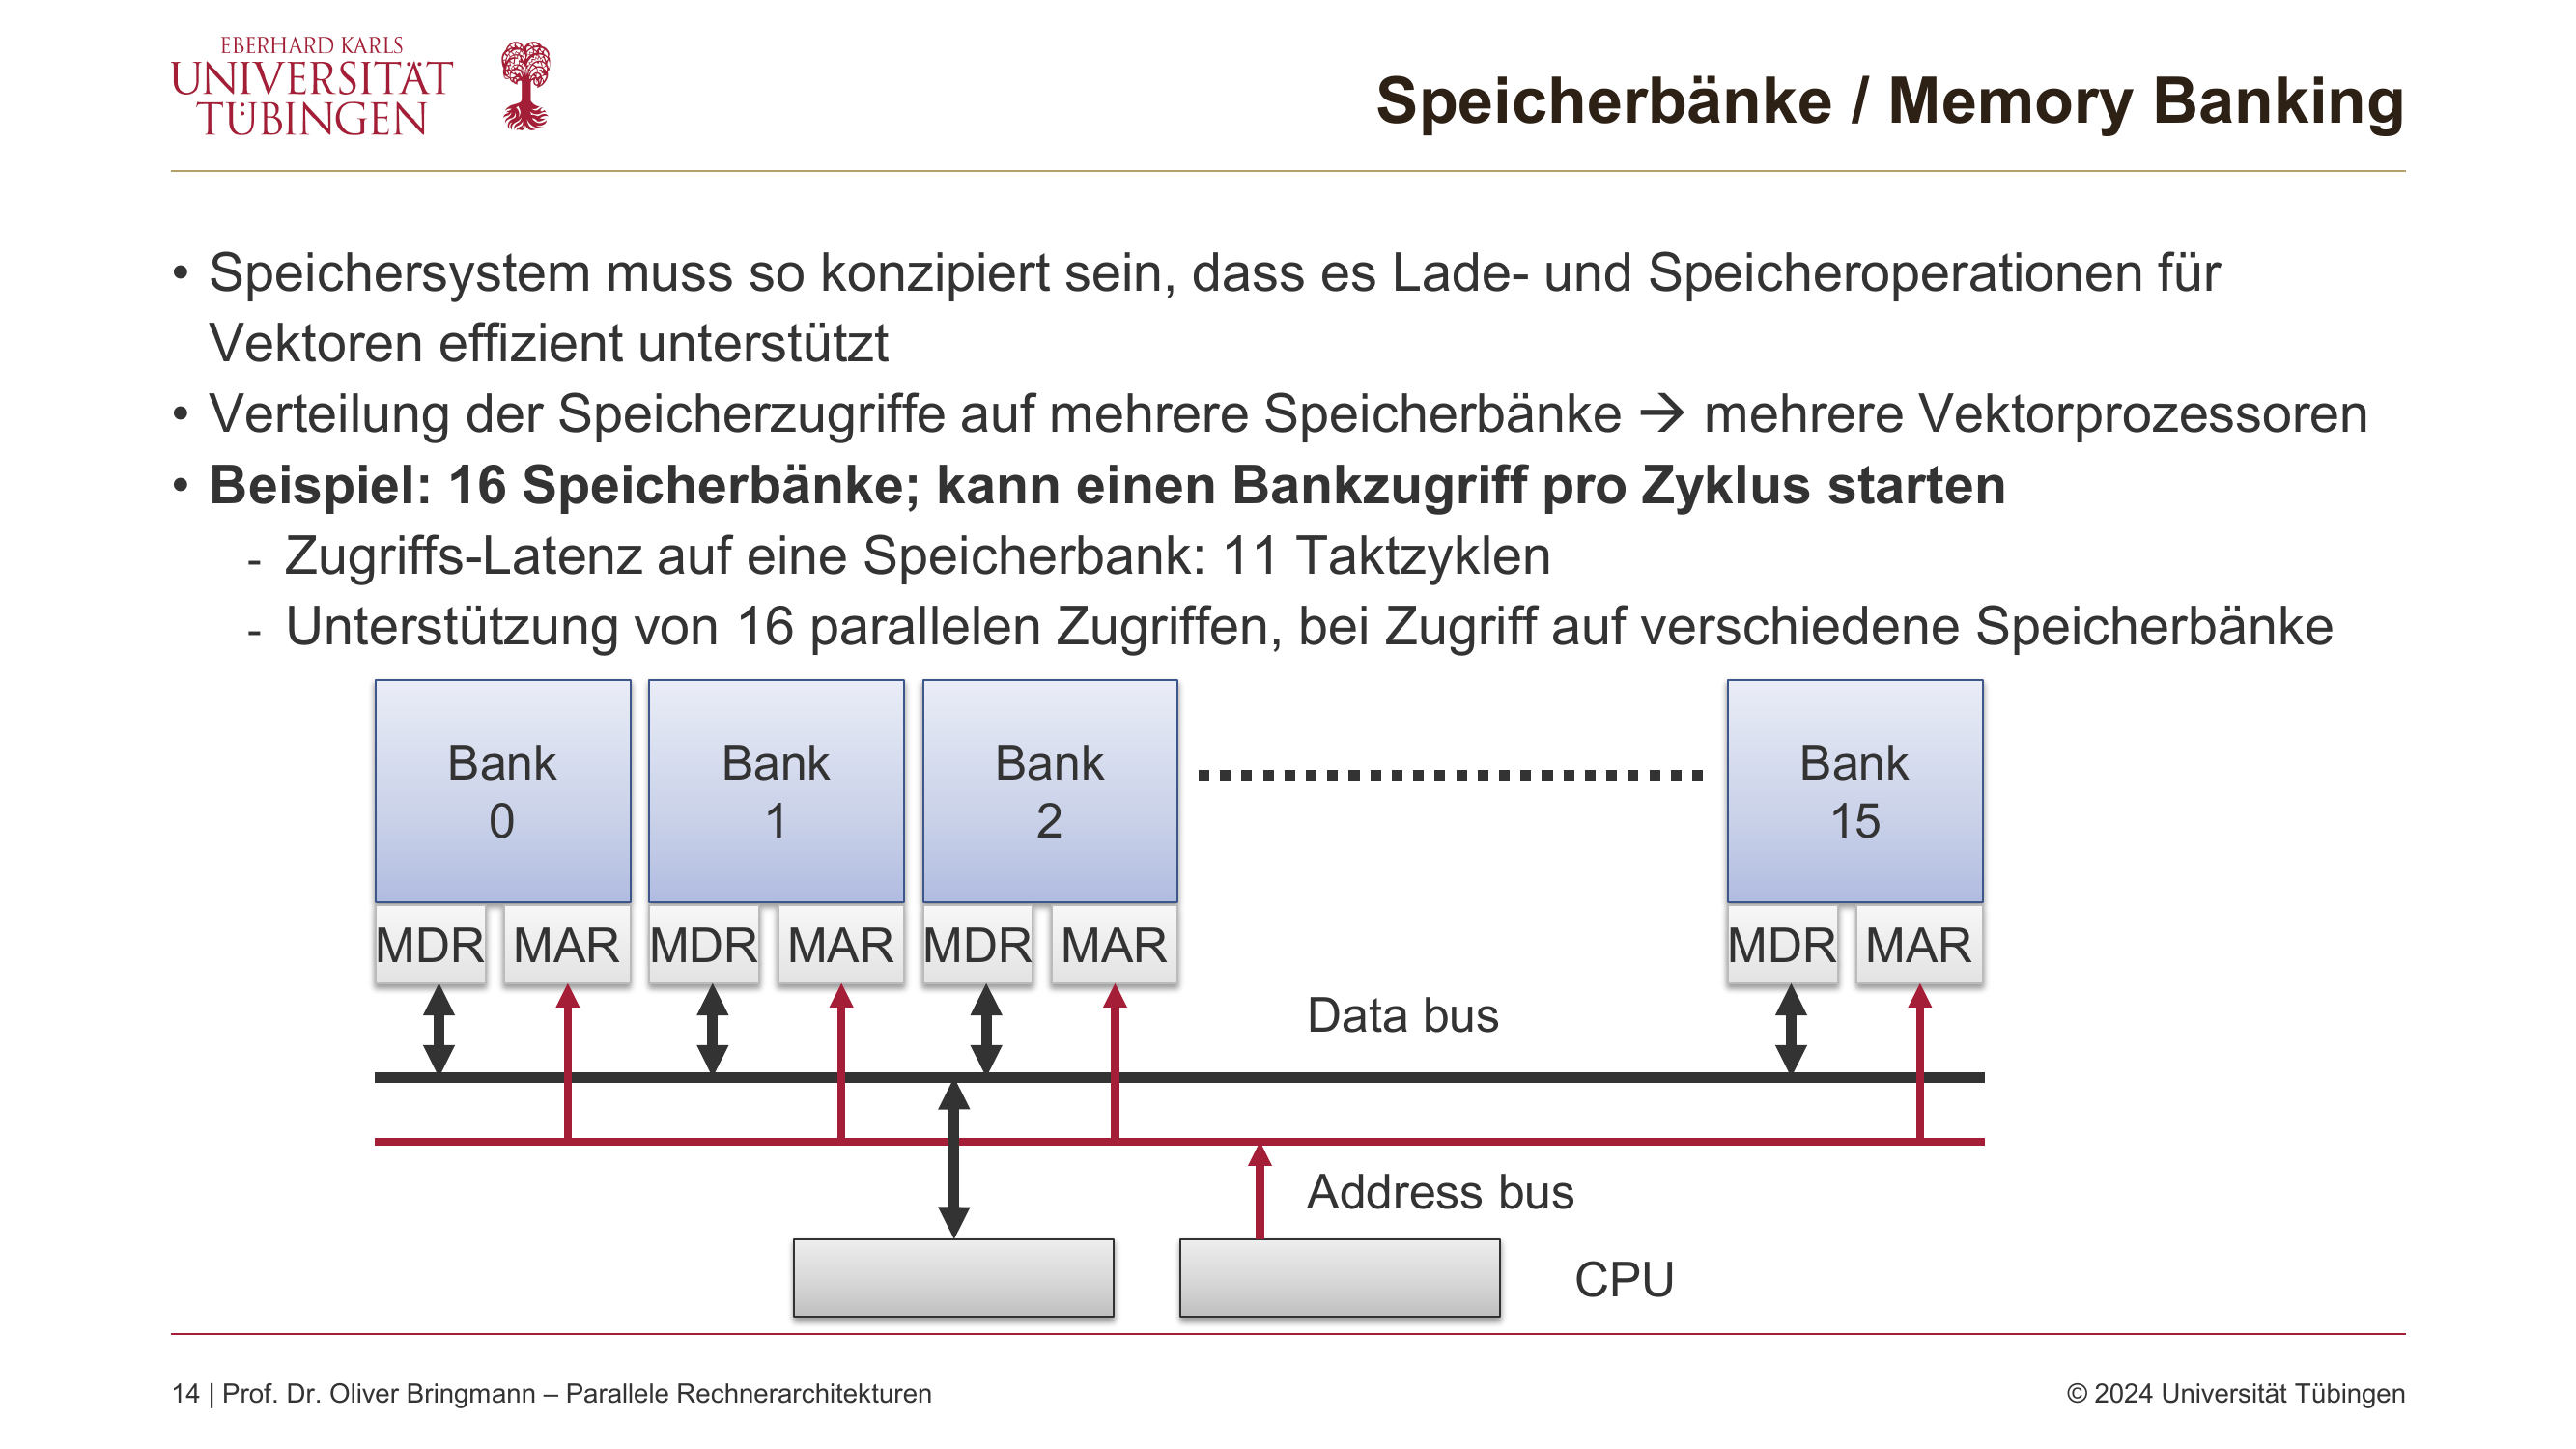 EBERHARD KARLS
UNIVERSITÄT
TÜBINGEN
Speicherbänke / Memory Banking
• Speichersystem muss so konzipiert sein, dass es Lade- und Speicheroperationen für
Vektoren effizient unterstützt
• Verteilung der Speicherzugriffe auf mehrere Speicherbänke → mehrere Vektorprozessoren
• Beispiel: 16 Speicherbänke; kann einen Bankzugriff pro Zyklus starten
- Zugriffs-Latenz auf eine Speicherbank: 11 Taktzyklen
- Unterstützung von 16 parallelen Zugriffen, bei Zugriff auf verschiedene Speicherbänke
Bank Bank Bank Bank
0 1 2 15
MDR MAR MDR MAR MDR MAR MDR MAR
Data bus
Address bus
CPU
14 | Prof. Dr. Oliver Bringmann – Parallele Rechnerarchitekturen © 2024 Universität Tübingen